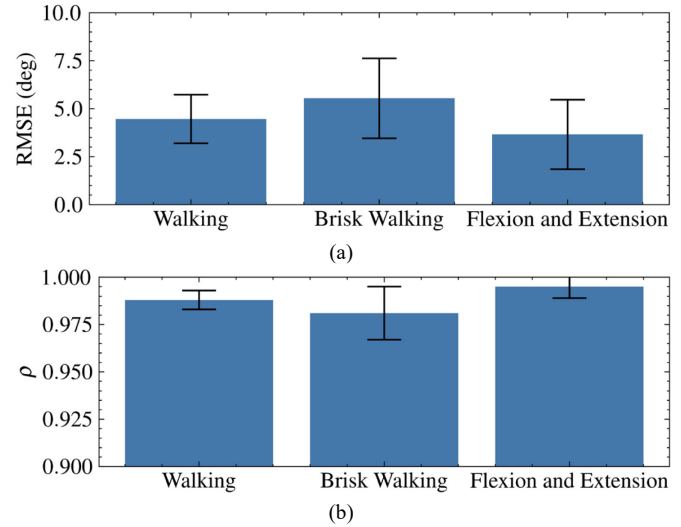 10.0
7.5
5.0
2.5
0.0
RMSE (deg)
Walking Brisk Walking Flexion and Extension
(a)
1.000
0.975
0.950
0.925
0.900
ρ
Walking Brisk Walking Flexion and Extension
(b)